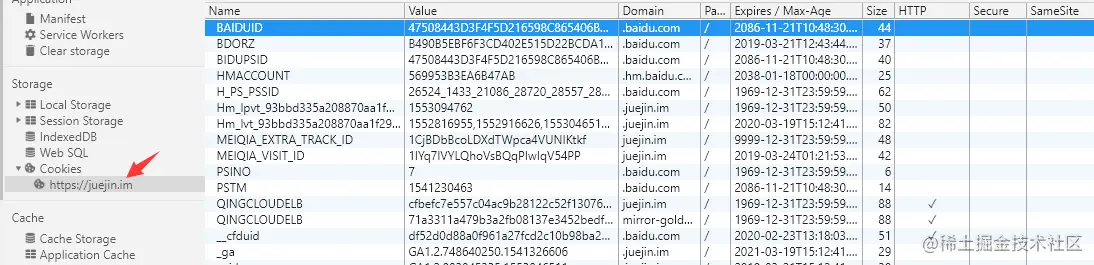 Application
Manifest
Service Workers
Clear storage
Storage
Local Storage
Session Storage
IndexedDB
Web SQL
Cookies
https://juejin.im
Cache
Cache Storage
Application Cache
Name Value Domain Pa... Expires / Max-Age Size HTTP Secure SameSite
BAIDUID 47508443D3F4F5D216598C865406B... .baidu.com / 2086-11-21T10:48:30.... 44
BDORZ B490B5EBF6F3CD402E515D22BCDA1... .baidu.com / 2019-03-21T12:43:44.... 37
BIDUPSID 47508443D3F4F5D216598C865406B... .baidu.com / 2086-11-21T10:48:30.... 40
HMACCOUNT 569953B3EA6B47AB .hm.baidu.c... / 2038-01-18T00:00:00.... 25
H_PS_PSSID 26524_1433_21086_28720_28557_28... .baidu.com / 1969-12-31T23:59:59.... 62
Hm_lpvt_93bbd335a208870aa1f... 1553094762 .juejin.im / 1969-12-31T23:59:59.... 50
Hm_lvt_93bbd335a208870aa1f29... 1552816955,1552916626,155304651... .juejin.im / 2020-03-19T15:12:41.... 82
MEIQIA_EXTRA_TRACK_ID 1CjBDbBcoLDXdTWpca4VUNIKtkf .juejin.im / 9999-12-31T23:59:59.... 48
MEIQIA_VISIT_ID 1IYq7lVYLQhoVsBQqPIwIqV54PP .juejin.im / 2019-03-24T01:21:53.... 42
PSINO 7 .baidu.com / 1969-12-31T23:59:59.... 6
PSTM 1541230463 .baidu.com / 2086-11-21T10:48:30.... 14
QINGCLOUDELB cfbefc7e557c04ac9b28122c52f13076... .juejin.im / 1969-12-31T23:59:59.... 88 ✓
QINGCLOUDELB 71a3311a479b3a2fb08137e3452bedf... mirror-gold... / 1969-12-31T23:59:59.... 88 ✓
__cfduid df52d0d88a0f961a27fcd2c10b98ba2... / 2020-02-23T13:18:03.... 51 ✓
_ga GA1.2.748640250.1541326606 .juejin.im / 2021-03-19T15:12:41....
@稀土掘金技术社区